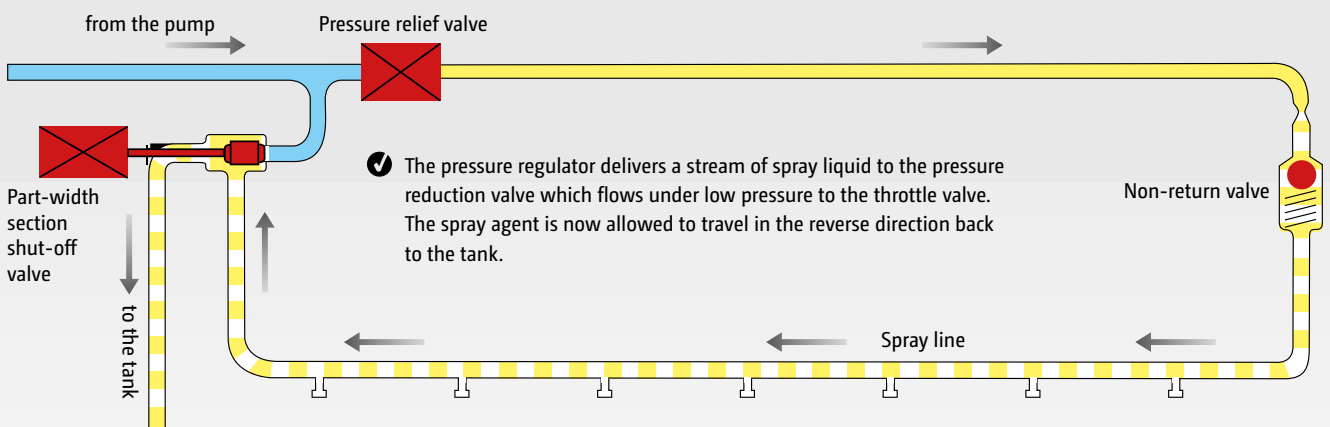 from the pump
Pressure relief valve
The pressure regulator delivers a stream of spray liquid to the pressure
reduction valve which flows under low pressure to the throttle valve.
The spray agent is now allowed to travel in the reverse direction back
to the tank.
Non-return valve
Part-width
section
shut-off
valve
to the tank
Spray line